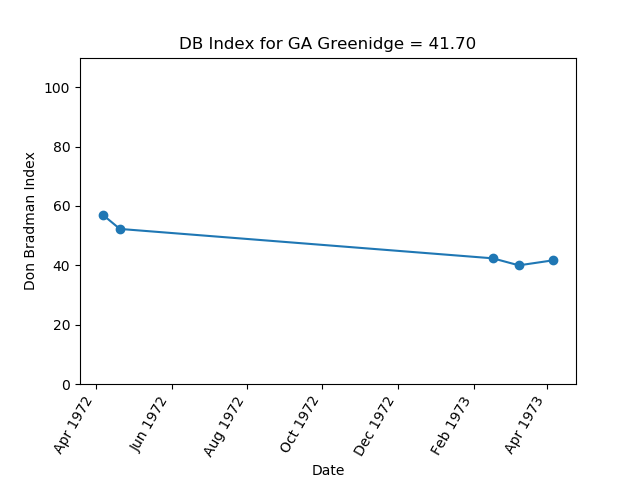 DB Index for GA Greenidge = 41.70
Don Bradman Index
100
80
60
40
20
0
Apr 1972
Jun 1972
Aug 1972
Oct 1972
Dec 1972
Feb 1973
Apr 1973
Date